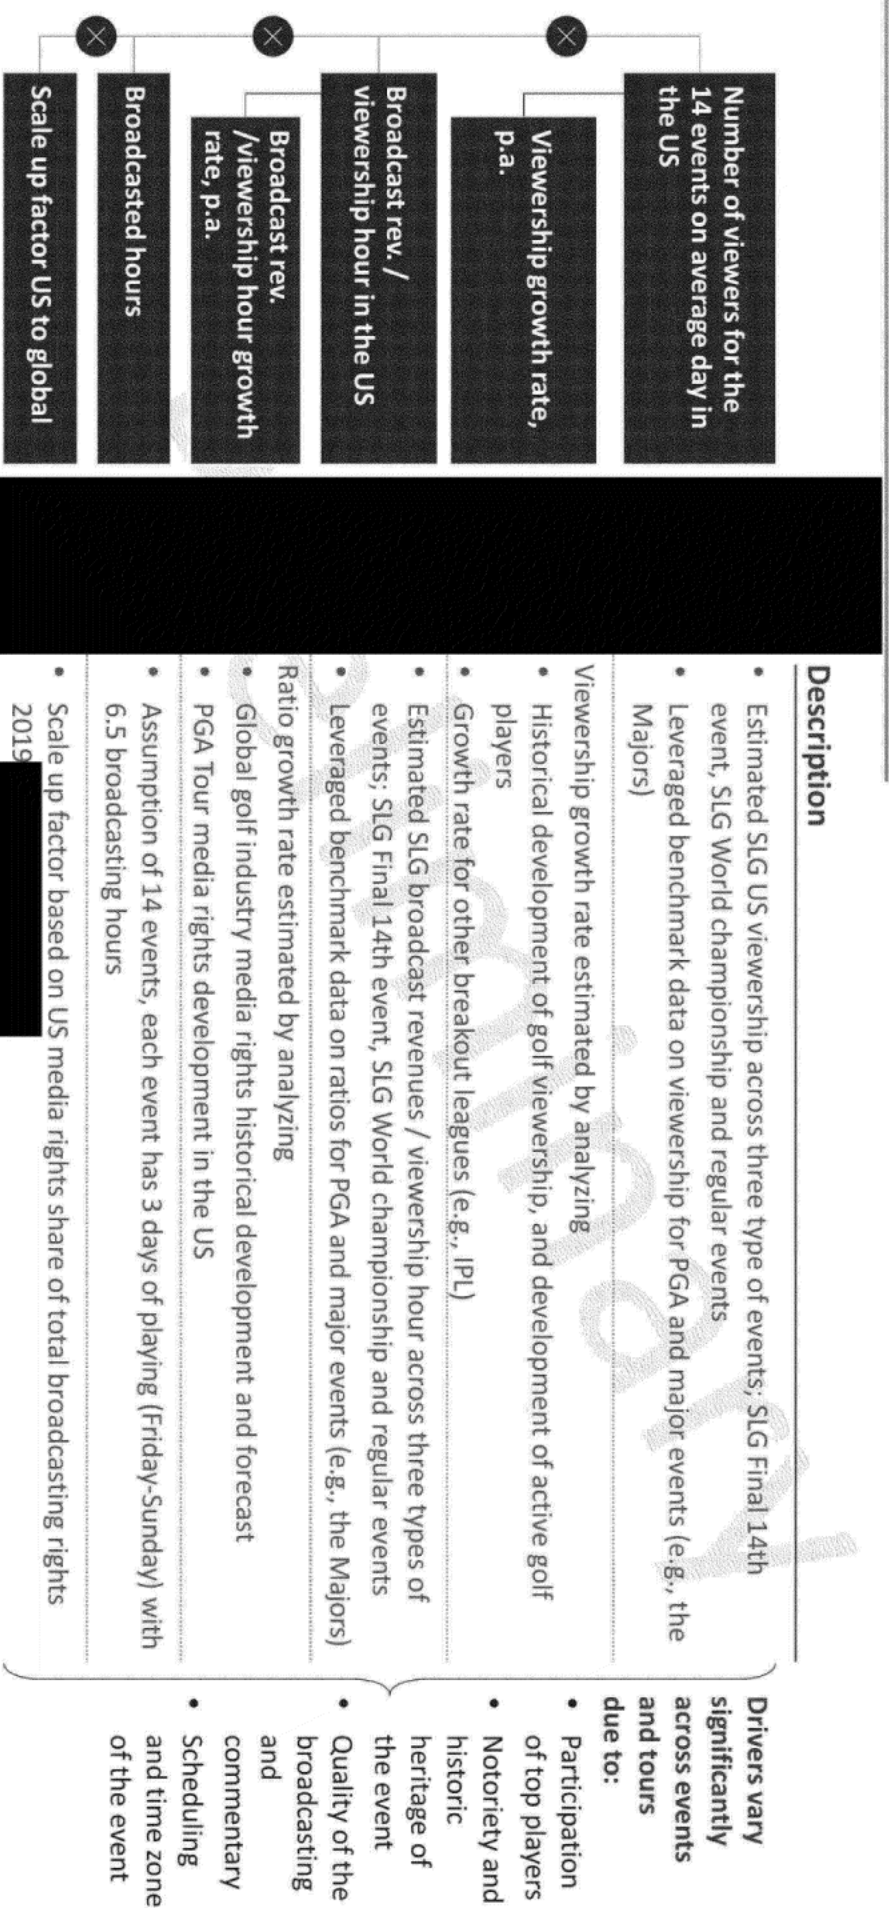 Number of viewers for the
14 events on average day in
the US
Viewership growth rate,
p.a.
Broadcast rev. /
viewership hour in the US
Broadcast rev.
/viewership hour growth
rate, p.a.
Broadcasted hours
Scale up factor US to global
Description
• Estimated SLG US viewership across three type of events; SLG Final 14th
event, SLG World championship and regular events
• Leveraged benchmark data on viewership for PGA and major events (e.g., the
Majors)
Viewership growth rate estimated by analyzing
• Historical development of golf viewership, and development of active golf
players
• Growth rate for other breakout leagues (e.g., IPL)
• Estimated SLG broadcast revenues / viewership hour across three types of
events; SLG Final 14th event, SLG World championship and regular events
• Leveraged benchmark data on ratios for PGA and major events (e.g., the Majors)
Ratio growth rate estimated by analyzing
• Global golf industry media rights historical development and forecast
• PGA Tour media rights development in the US
• Assumption of 14 events, each event has 3 days of playing (Friday-Sunday) with
6.5 broadcasting hours
• Scale up factor based on US media rights share of total broadcasting rights
2019
Drivers vary
significantly
across events
and tours
due to:
• Participation
of top players
• Notoriety and
historic
heritage of
the event
• Quality of the
broadcasting
and
commentary
• Scheduling
and time zone
of the event